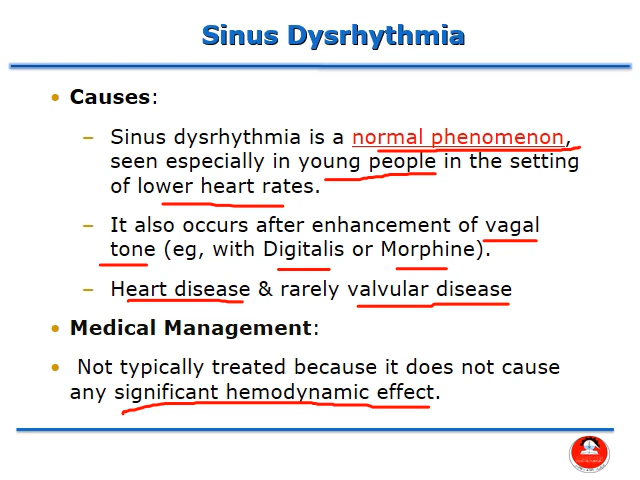 Sinus Dysrhythmia
• Causes:
– Sinus dysrhythmia is a normal phenomenon,
seen especially in young people in the setting
of lower heart rates.
– It also occurs after enhancement of vagal
tone (eg, with Digitalis or Morphine).
– Heart disease & rarely valvular disease
• Medical Management:
• Not typically treated because it does not cause
any significant hemodynamic effect.